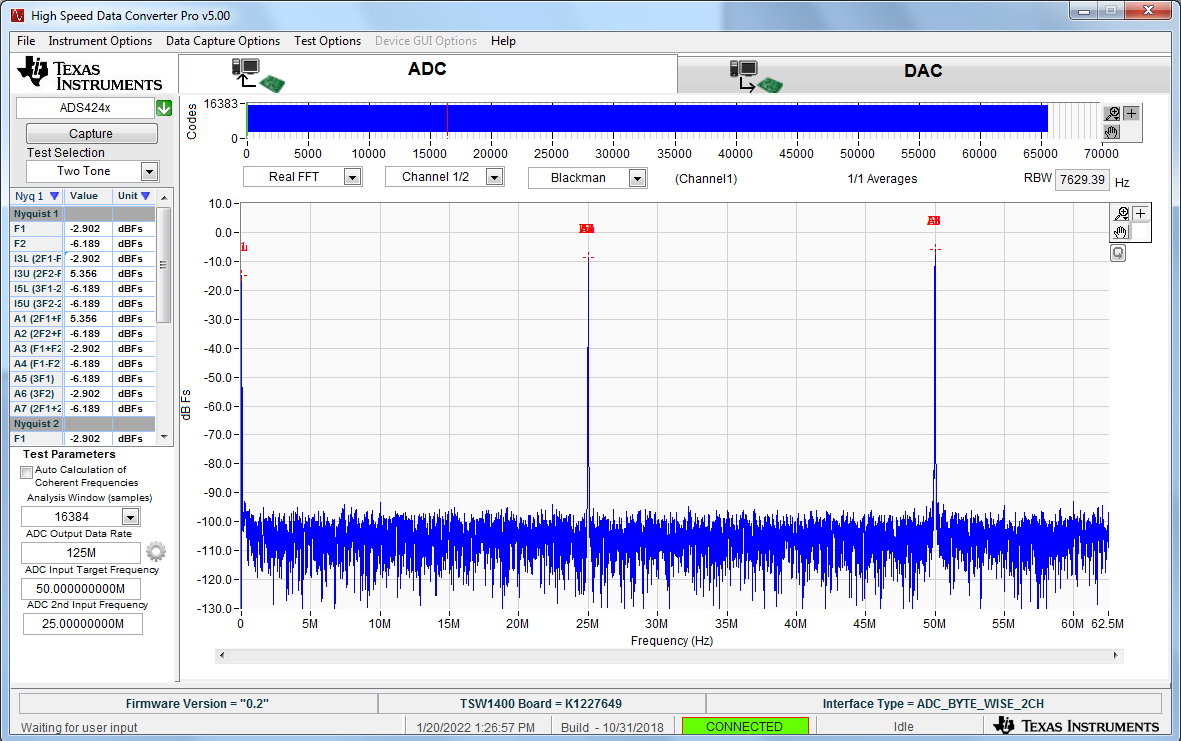 High Speed Data Converter Pro v5.00
File Instrument Options Data Capture Options Test Options Device GUI Options Help
TEXAS INSTRUMENTS
ADC
DAC
ADS424x
Capture
Test Selection
Two Tone
Nyq 1 Value Unit
Nyquist 1
F1 -2.902 dBFs
F2 -6.189 dBFs
I3L (2F1-F -2.902 dBFs
I3U (2F2-F 5.356 dBFs
I5L (3F1-2 -6.189 dBFs
I5U (3F2-2 -6.189 dBFs
A1 (2F1+F 5.356 dBFs
A2 (2F2+F -6.189 dBFs
A3 (F1+F2 -2.902 dBFs
A4 (F1-F2) -6.189 dBFs
A5 (3F1) -6.189 dBFs
A6 (3F2) -2.902 dBFs
A7 (2F1+2 -6.189 dBFs
Nyquist 2
F1 -2.902 dBFs
Test Parameters
Auto Calculation of
Coherent Frequencies
Analysis Window (samples)
16384
ADC Output Data Rate
125M
ADC Input Target Frequency
50.000000000M
ADC 2nd Input Frequency
25.00000000M
Codes
16383
0
0 5000 10000 15000 20000 25000 30000 35000 40000 45000 50000 55000 60000 65000 70000
Real FFT Channel 1/2 Blackman (Channel1) 1/1 Averages RBW 7629.39 Hz
dB Fs
10.0
0.0
-10.0
-20.0
-30.0
-40.0
-50.0
-60.0
-70.0
-80.0
-90.0
-100.0
-110.0
-120.0
-130.0
0 5M 10M 15M 20M 25M 30M 35M 40M 45M 50M 55M 60M 62.5M
Frequency (Hz)
Firmware Version = "0.2" TSW1400 Board = K1227649 Interface Type = ADC_BYTE_WISE_2CH
Waiting for user input 1/20/2022 1:26:57 PM Build - 10/31/2018 CONNECTED Idle TEXAS INSTRUMENTS